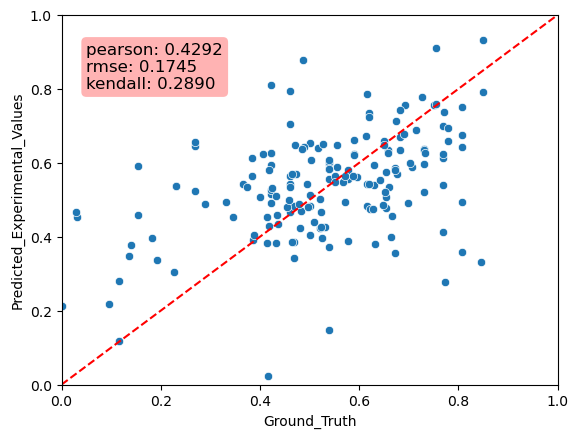 pearson: 0.4292
rmse: 0.1745
kendall: 0.2890
Predicted_Experimental_Values
1.0
0.8
0.6
0.4
0.2
0.0
0.0 0.2 0.4 0.6 0.8 1.0
Ground_Truth